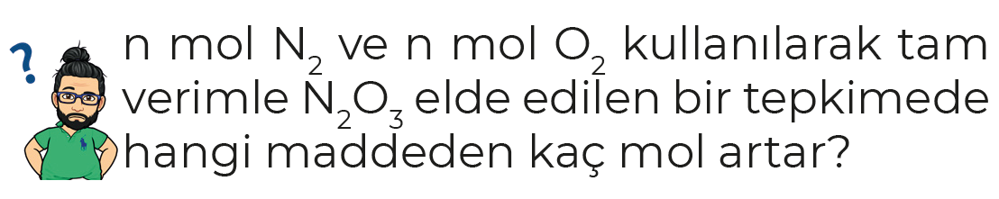 ?
n mol N₂ ve n mol O₂ kullanılarak tam
verimle N₂O₃ elde edilen bir tepkimede
hangi maddeden kaç mol artar?